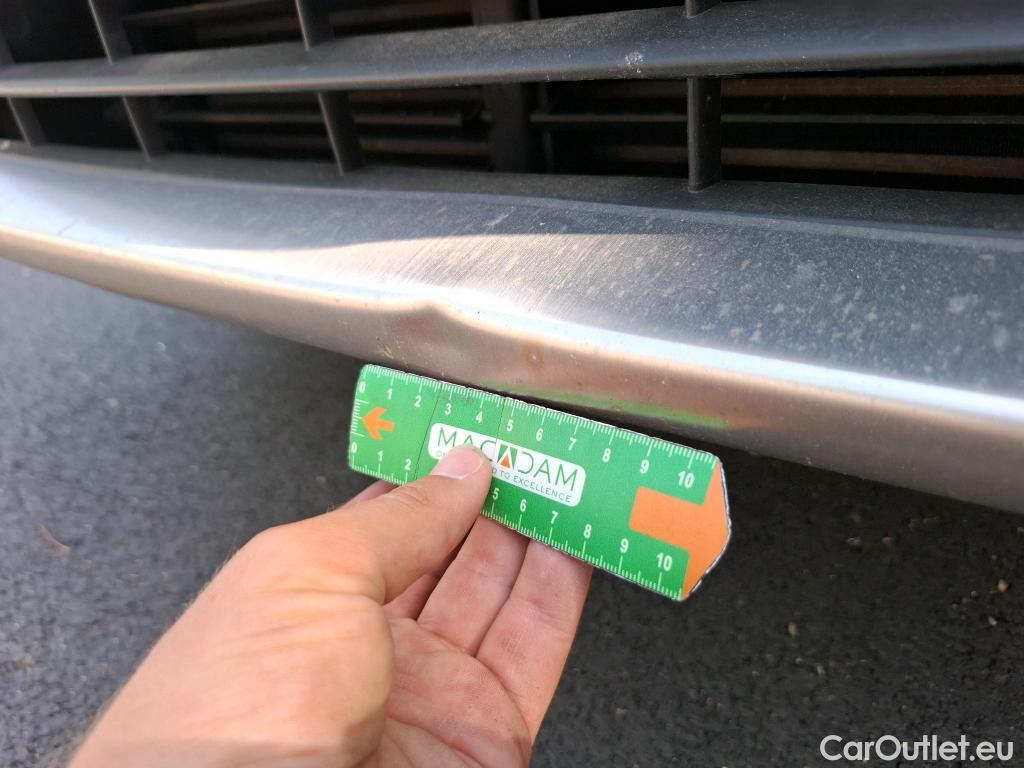 0 1 2 3 4 5 6 7 8 9 10
MACADAM
TO EXCELLENCE
0 1 2 5 6 7 8 9 10
CarOutlet.eu